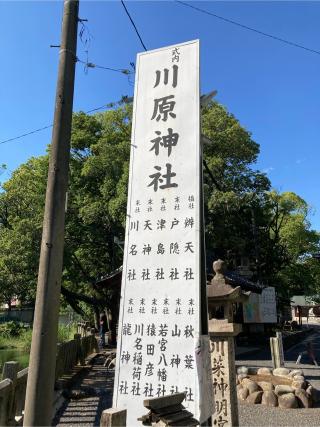 式内
川原神社
摂社 辨天社
末社 戸隠社
末社 津島社
末社 天神社
末社 川名社
末社 秋葉社
末社 山神社
末社 若宮八幡社
末社 猿田彦社
末社 川名稲荷社
末社 龍神社